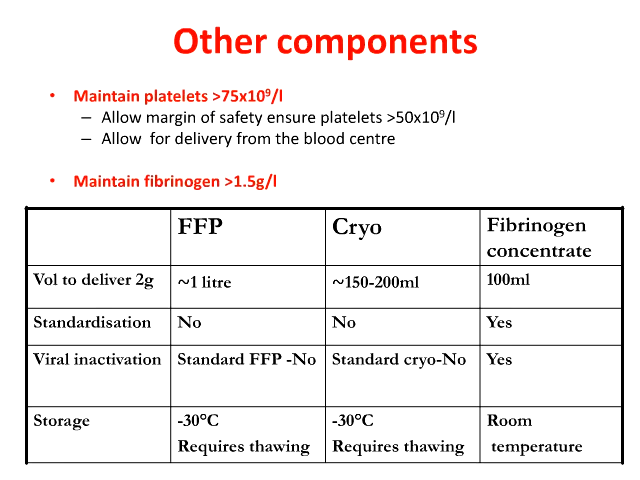 Other components
• Maintain platelets >75x10⁹/l
– Allow margin of safety ensure platelets >50x10⁹/l
– Allow for delivery from the blood centre
• Maintain fibrinogen >1.5g/l
FFP Cryo Fibrinogen
concentrate
Vol to deliver 2g ~1 litre ~150-200ml 100ml
Standardisation No No Yes
Viral inactivation Standard FFP -No Standard cryo-No Yes
Storage -30°C -30°C Room
Requires thawing Requires thawing temperature